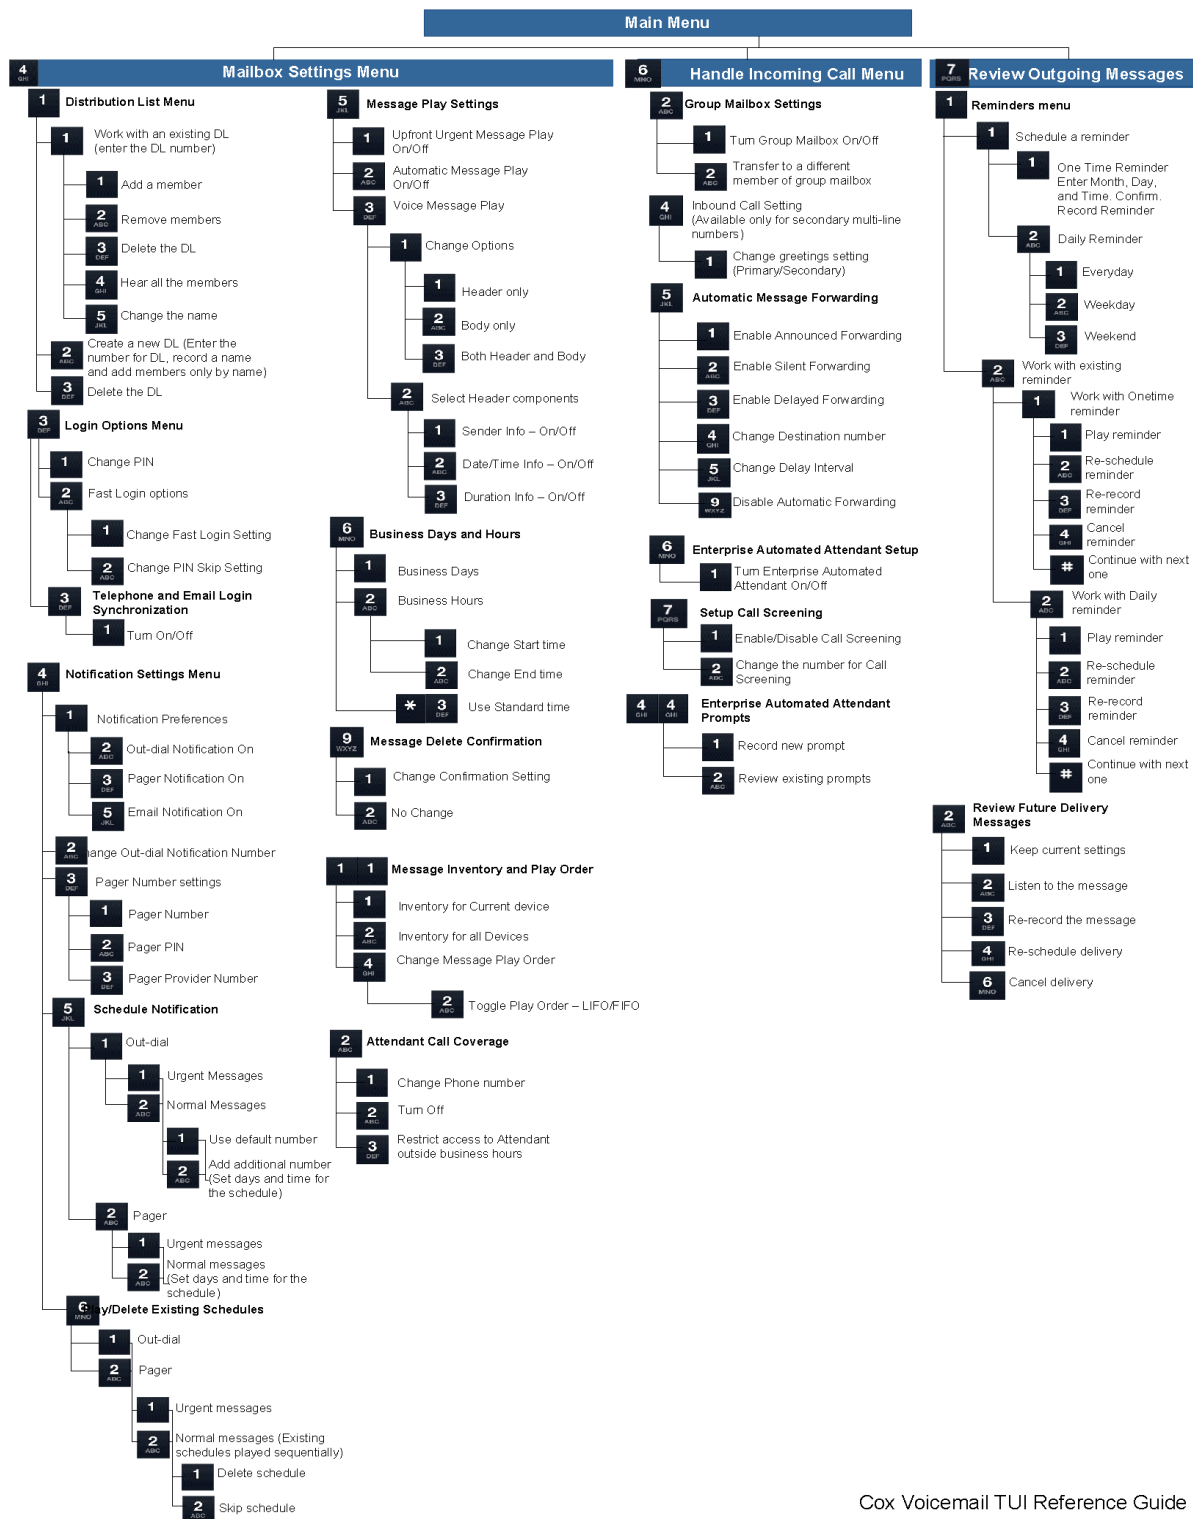 Main Menu
4 GHI Mailbox Settings Menu
1 Distribution List Menu
1 Work with an existing DL
(enter the DL number)
1 Add a member
2 ABC Remove members
3 DEF Delete the DL
4 GHI Hear all the members
5 JKL Change the name
2 ABC Create a new DL (Enter the
number for DL, record a name
and add members only by name)
3 DEF Delete the DL
3 DEF Login Options Menu
1 Change PIN
2 ABC Fast Login options
1 Change Fast Login Setting
2 ABC Change PIN Skip Setting
3 DEF Telephone and Email Login
Synchronization
1 Turn On/Off
4 GHI Notification Settings Menu
1 Notification Preferences
2 ABC Out-dial Notification On
3 DEF Pager Notification On
5 JKL Email Notification On
2 ABC hange Out-dial Notification Number
3 DEF Pager Number settings
1 Pager Number
2 ABC Pager PIN
3 DEF Pager Provider Number
5 JKL Schedule Notification
1 Out-dial
1 Urgent Messages
2 ABC Normal Messages
1 Use default number
2 ABC Add additional number
(Set days and time for
the schedule)
2 ABC Pager
1 Urgent messages
2 ABC Normal messages
(Set days and time for the
schedule)
6 MNO Play/Delete Existing Schedules
1 Out-dial
2 ABC Pager
1 Urgent messages
2 ABC Normal messages (Existing
schedules played sequentially)
1 Delete schedule
2 ABC Skip schedule
5 JKL Message Play Settings
1 Upfront Urgent Message Play
On/Off
2 ABC Automatic Message Play
On/Off
3 DEF Voice Message Play
1 Change Options
1 Header only
2 ABC Body only
3 DEF Both Header and Body
2 ABC Select Header components
1 Sender Info – On/Off
2 ABC Date/Time Info – On/Off
3 DEF Duration Info – On/Off
6 MNO Business Days and Hours
1 Business Days
2 ABC Business Hours
1 Change Start time
2 ABC Change End time
* 3 DEF Use Standard time
9 WXYZ Message Delete Confirmation
1 Change Confirmation Setting
2 ABC No Change
1 1 Message Inventory and Play Order
1 Inventory for Current device
2 ABC Inventory for all Devices
4 GHI Change Message Play Order
2 ABC Toggle Play Order – LIFO/FIFO
2 ABC Attendant Call Coverage
1 Change Phone number
2 ABC Turn Off
3 DEF Restrict access to Attendant
outside business hours
6 MNO Handle Incoming Call Menu
2 ABC Group Mailbox Settings
1 Turn Group Mailbox On/Off
2 ABC Transfer to a different
member of group mailbox
4 GHI Inbound Call Setting
(Available only for secondary multi-line
numbers)
1 Change greetings setting
(Primary/Secondary)
5 JKL Automatic Message Forwarding
1 Enable Announced Forwarding
2 ABC Enable Silent Forwarding
3 DEF Enable Delayed Forwarding
4 GHI Change Destination number
5 JKL Change Delay Interval
9 WXYZ Disable Automatic Forwarding
6 MNO Enterprise Automated Attendant Setup
1 Turn Enterprise Automated
Attendant On/Off
7 PQRS Setup Call Screening
1 Enable/Disable Call Screening
2 ABC Change the number for Call
Screening
4 GHI 4 GHI Enterprise Automated Attendant
Prompts
1 Record new prompt
2 ABC Review existing prompts
7 PQRS Review Outgoing Messages
1 Reminders menu
1 Schedule a reminder
1 One Time Reminder
Enter Month, Day,
and Time. Confirm.
Record Reminder
2 ABC Daily Reminder
1 Everyday
2 ABC Weekday
3 DEF Weekend
2 ABC Work with existing
reminder
1 Work with Onetime
reminder
1 Play reminder
2 ABC Re-schedule
reminder
3 DEF Re-record
reminder
4 GHI Cancel
reminder
# Continue with next
one
2 ABC Work with Daily
reminder
1 Play reminder
2 ABC Re-schedule
reminder
3 DEF Re-record
reminder
4 GHI Cancel reminder
# Continue with next
one
2 ABC Review Future Delivery
Messages
1 Keep current settings
2 ABC Listen to the message
3 DEF Re-record the message
4 GHI Re-schedule delivery
6 MNO Cancel delivery
Cox Voicemail TUI Reference Guide